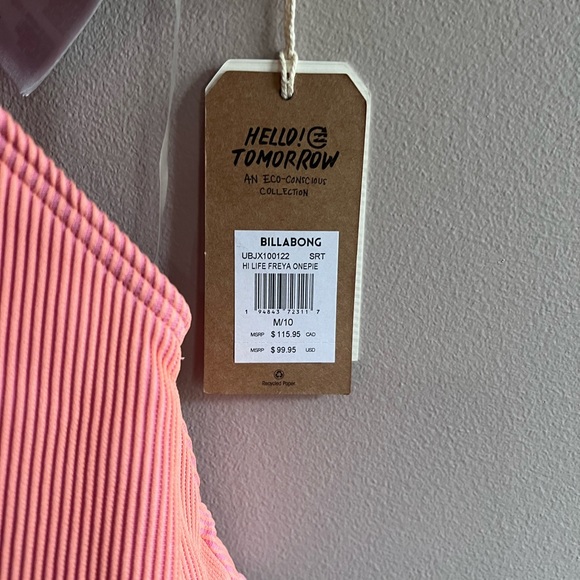 HELLO!
TOMORROW
AN ECO-CONSCIOUS
COLLECTION
BILLABONG
UBJX100122 SRT
HI LIFE FREYA ONEPIE
1 94843 72311 7
M/10
MSRP $ 115.95 CAD
MSRP $ 99.95 USD
Recycled Paper